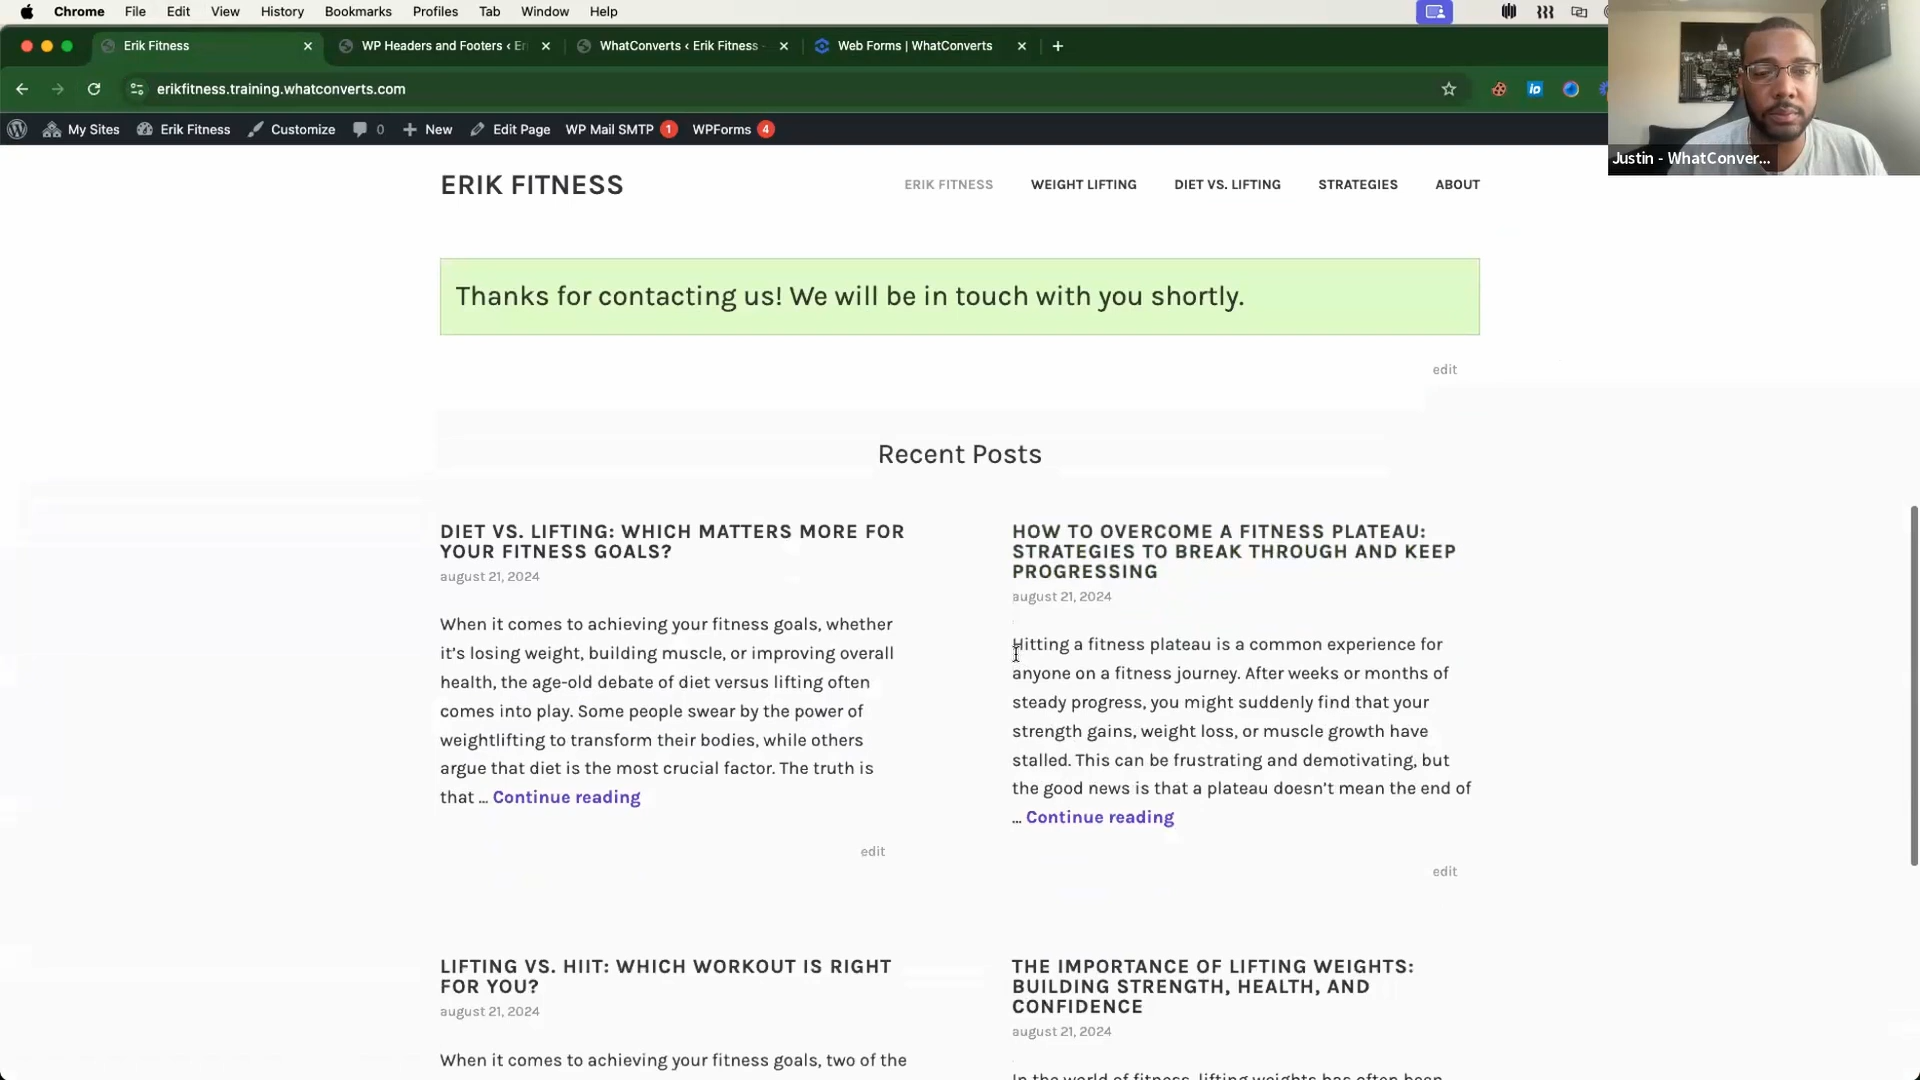 Chrome File Edit View History Bookmarks Profiles Tab Window Help
Erik Fitness
WP Headers and Footers ‹ Er
WhatConverts ‹ Erik Fitness
Web Forms | WhatConverts
erikfitness.training.whatconverts.com
My Sites Erik Fitness Customize 0 New Edit Page WP Mail SMTP 1 WPForms 4
Justin - WhatConver...
ERIK FITNESS
ERIK FITNESS WEIGHT LIFTING DIET VS. LIFTING STRATEGIES ABOUT
Thanks for contacting us! We will be in touch with you shortly.
edit
Recent Posts
DIET VS. LIFTING: WHICH MATTERS MORE FOR
YOUR FITNESS GOALS?
august 21, 2024
When it comes to achieving your fitness goals, whether
it's losing weight, building muscle, or improving overall
health, the age-old debate of diet versus lifting often
comes into play. Some people swear by the power of
weightlifting to transform their bodies, while others
argue that diet is the most crucial factor. The truth is
that … Continue reading
edit
HOW TO OVERCOME A FITNESS PLATEAU:
STRATEGIES TO BREAK THROUGH AND KEEP
PROGRESSING
august 21, 2024
Hitting a fitness plateau is a common experience for
anyone on a fitness journey. After weeks or months of
steady progress, you might suddenly find that your
strength gains, weight loss, or muscle growth have
stalled. This can be frustrating and demotivating, but
the good news is that a plateau doesn't mean the end of
… Continue reading
edit
LIFTING VS. HIIT: WHICH WORKOUT IS RIGHT
FOR YOU?
august 21, 2024
When it comes to achieving your fitness goals, two of the
THE IMPORTANCE OF LIFTING WEIGHTS:
BUILDING STRENGTH, HEALTH, AND
CONFIDENCE
august 21, 2024
In the world of fitness, lifting weights has often been